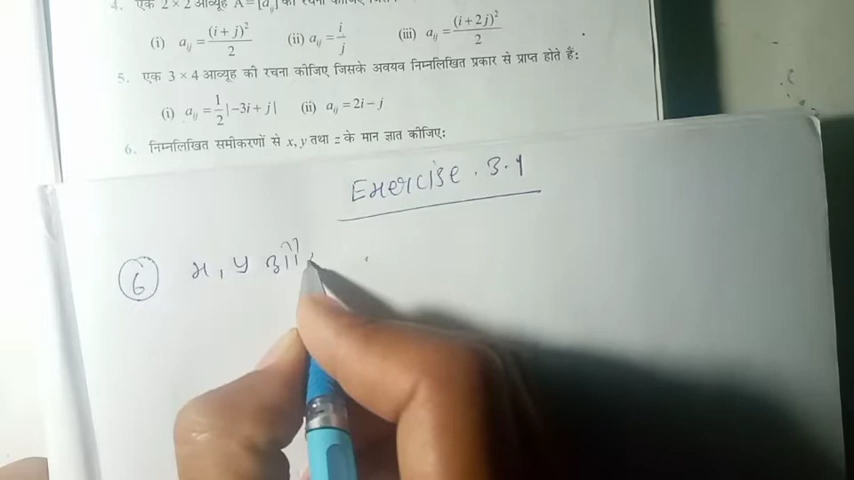 4. एक 2 × 2 आव्यूह A = [aᵢⱼ] की रचना कीजिए
(i) aᵢⱼ = (i + j)²/2 (ii) aᵢⱼ = i/j (iii) aᵢⱼ = (i + 2j)²/2
5. एक 3 × 4 आव्यूह की रचना कीजिए जिसके अवयव निम्नलिखित प्रकार से प्राप्त होते हैं:
(i) aᵢⱼ = 1/2 |−3i + j| (ii) aᵢⱼ = 2i − j
6. निम्नलिखित समीकरणों से x, y तथा z के मान ज्ञात कीजिए:
Exercise . 3.1
6 x, y